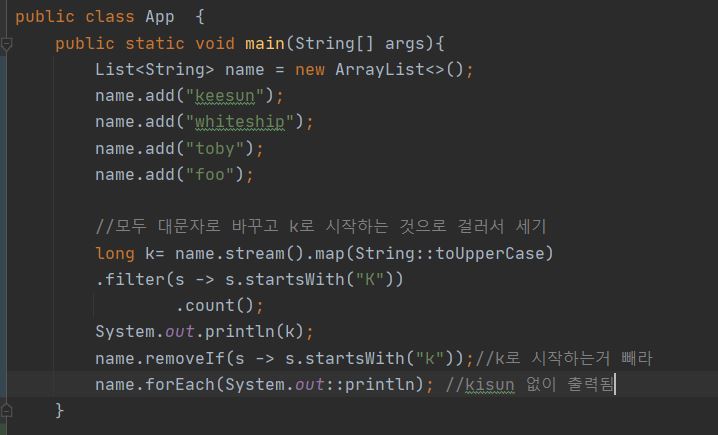 public class App  {
    public static void main(String[] args){
        List<String> name = new ArrayList<>();
        name.add("keesun");
        name.add("whiteship");
        name.add("toby");
        name.add("foo");

        //모두 대문자로 바꾸고 k로 시작하는 것으로 걸러서 세기
        long k= name.stream().map(String::toUpperCase)
        .filter(s -> s.startsWith("K"))
                .count();
        System.out.println(k);
        name.removeIf(s -> s.startsWith("k"));//k로 시작하는거 빼라
        name.forEach(System.out::println); //kisun 없이 출력됨
    }